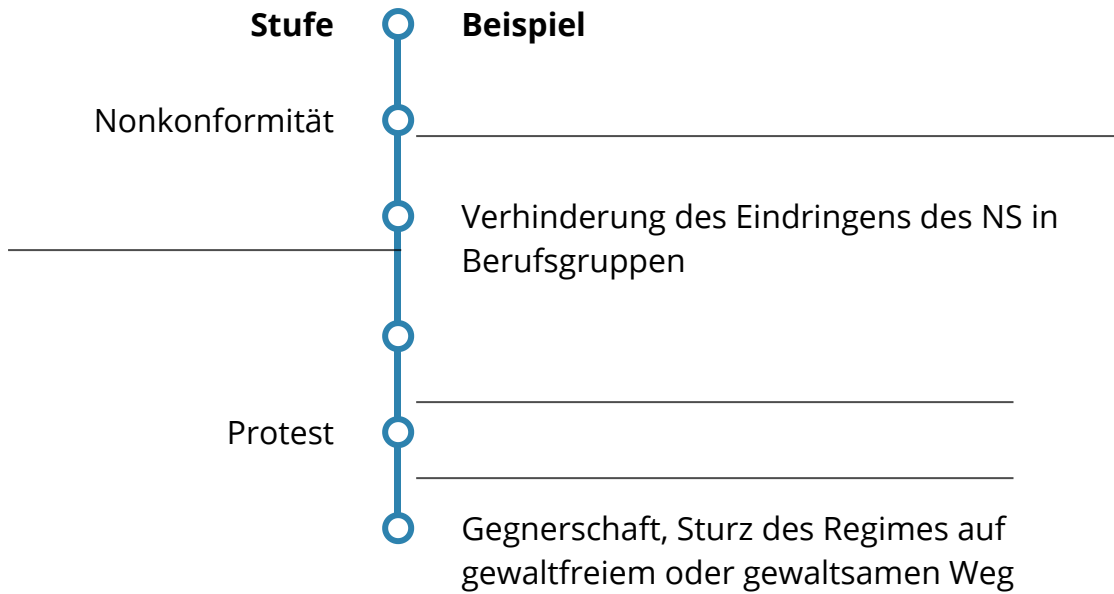 Stufe Beispiel
Nonkonformität
Verhinderung des Eindringens des NS in
Berufsgruppen
Protest
Gegnerschaft, Sturz des Regimes auf
gewaltfreiem oder gewaltsamen Weg